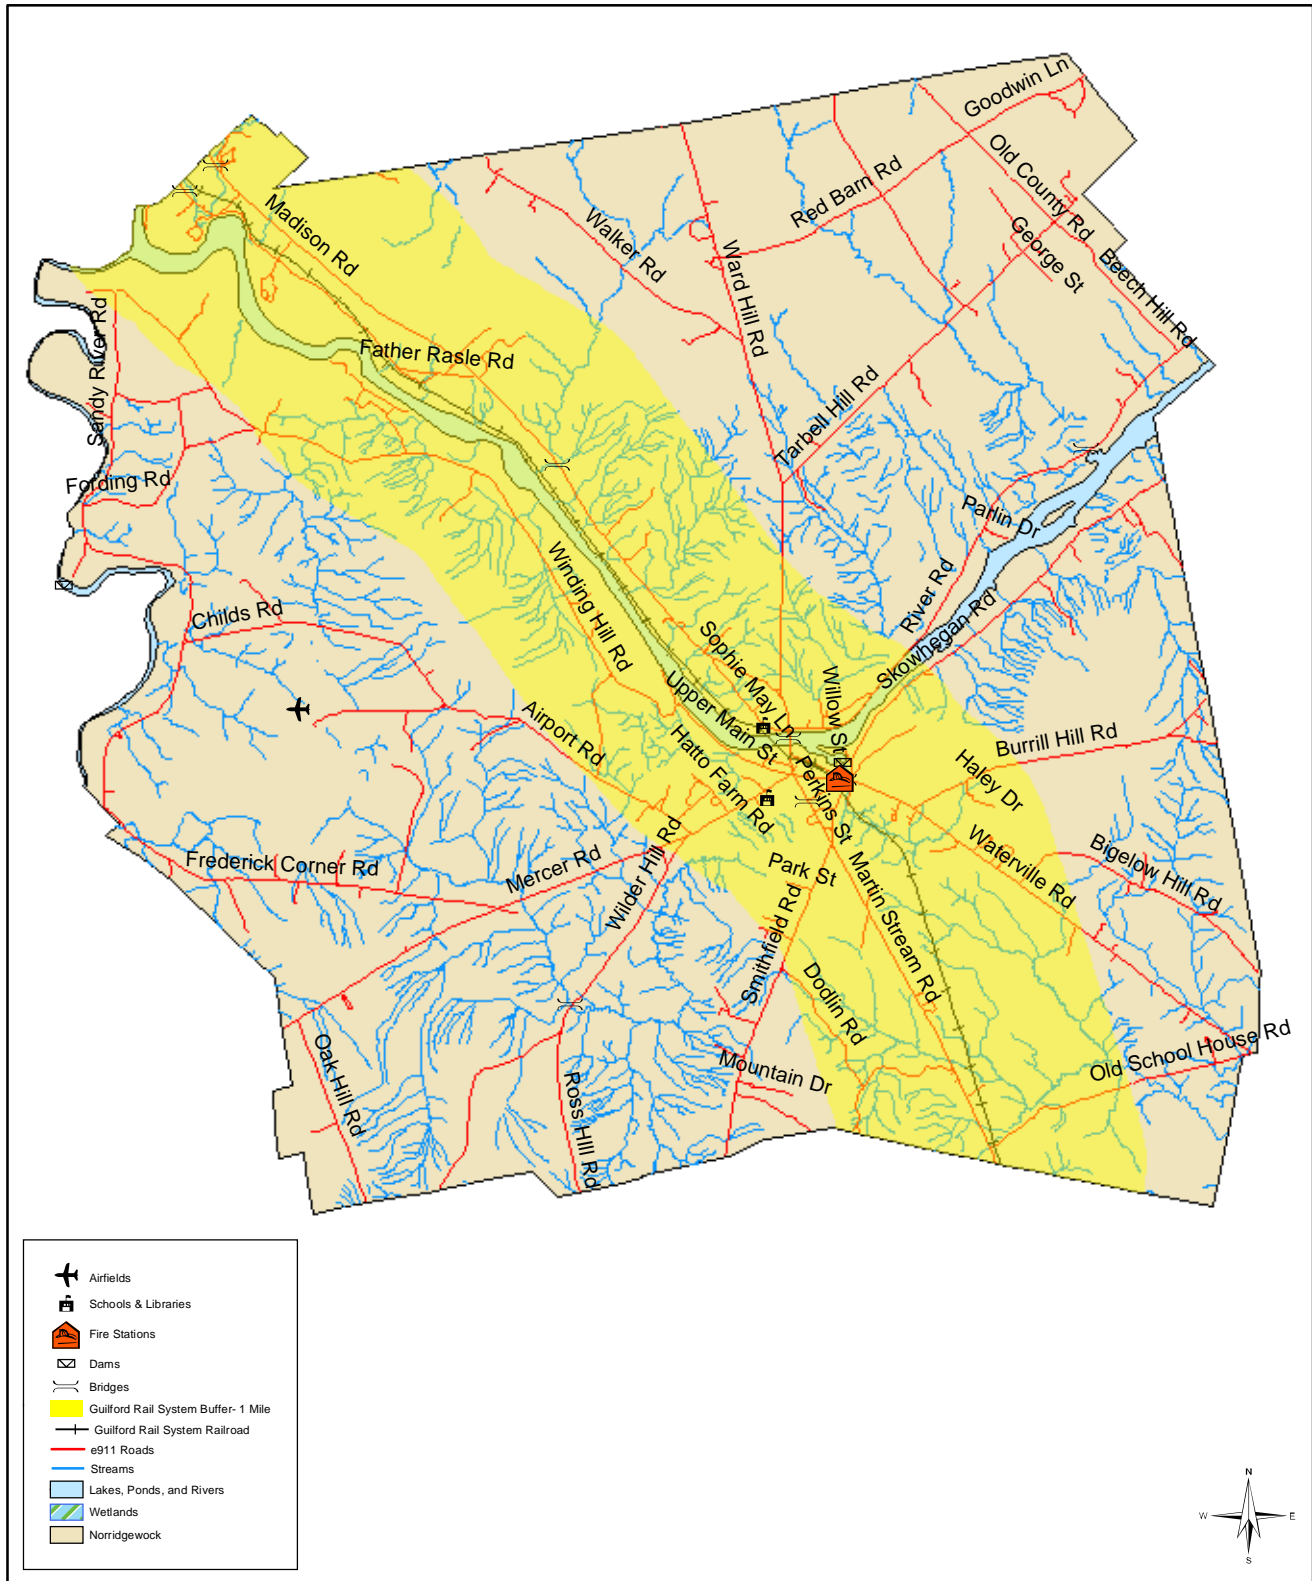 Goodwin Ln
Old County Rd
Red Barn Rd
Madison Rd
Walker Rd
George St
Ward Hill Rd
Beech Hill Rd
Sandy River Rd
Father Rasle Rd
Tarbell Hill Rd
Fording Rd
Parlin Dr
Winding Hill Rd
River Rd
Childs Rd
Skowhegan Rd
Sophie May Ln
Willow St
Upper Main St
Airport Rd
Hatto Farm Rd
Burrill Hill Rd
Haley Dr
Perkins St
Frederick Corner Rd
Mercer Rd
Wilder Hill Rd
Park St
Waterville Rd
Bigelow Hill Rd
Martin Stream Rd
Smithfield Rd
Dodlin Rd
Oak Hill Rd
Mountain Dr
Old School House Rd
Ross Hill Rd
Airfields
Schools & Libraries
Fire Stations
Dams
Bridges
Guilford Rail System Buffer- 1 Mile
Guilford Rail System Railroad
e911 Roads
Streams
Lakes, Ponds, and Rivers
Wetlands
Norridgewock
N
W
E
S